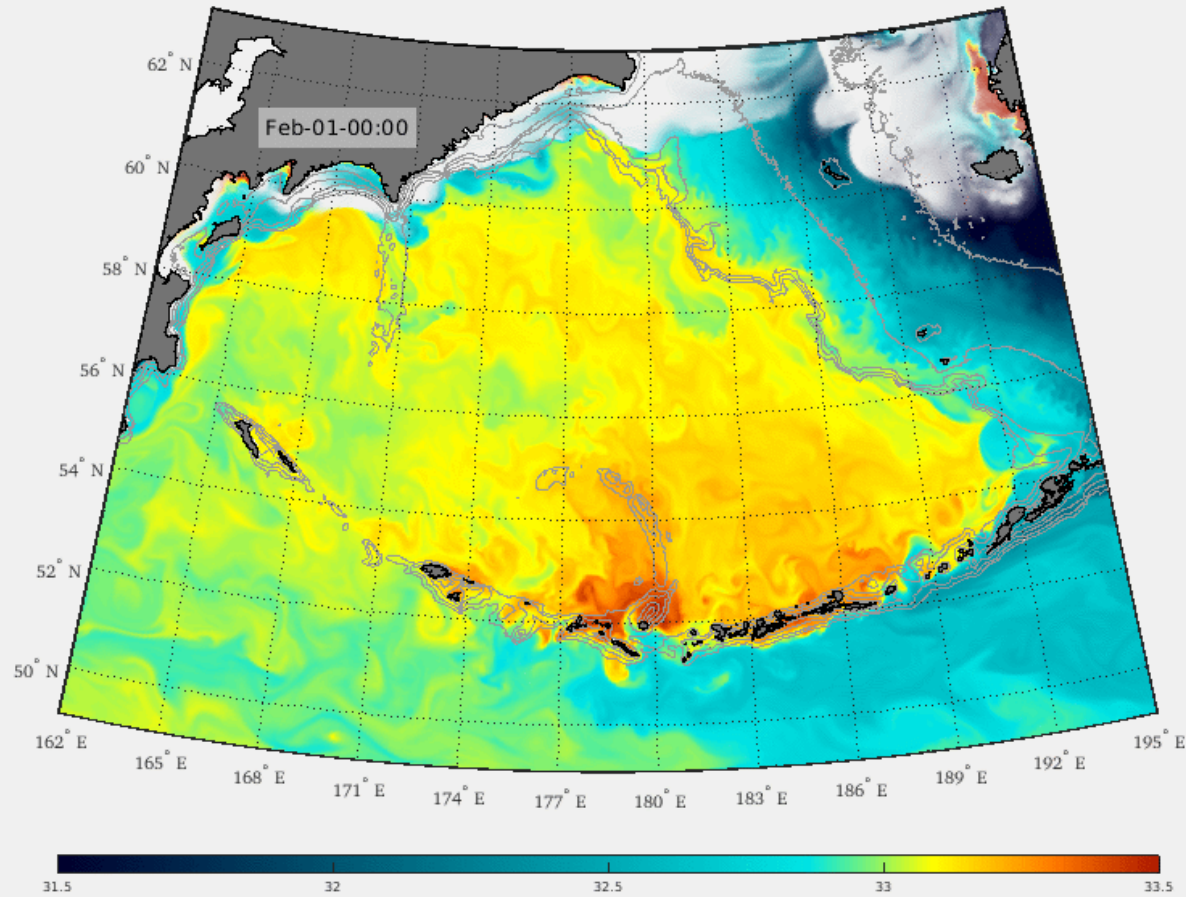 62° N
Feb-01-00:00
60° N
58° N
56° N
54° N
52° N
50° N
162° E
165° E
168° E
171° E
174° E
177° E
180° E
183° E
186° E
189° E
192° E
195° E
31.5
32
32.5
33
33.5